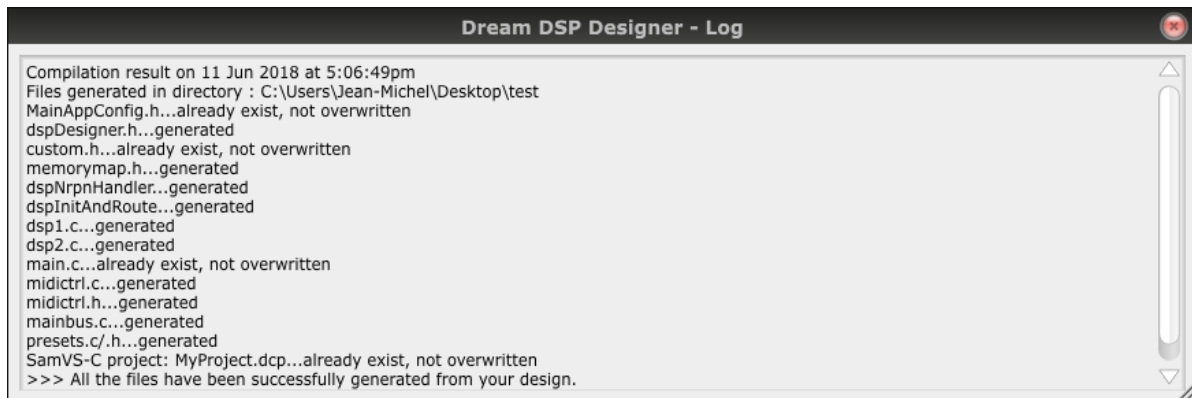 Dream DSP Designer - Log
Compilation result on 11 Jun 2018 at 5:06:49pm
Files generated in directory : C:\Users\Jean-Michel\Desktop\test
MainAppConfig.h...already exist, not overwritten
dspDesigner.h...generated
custom.h...already exist, not overwritten
memorymap.h...generated
dspNrpnHandler...generated
dspInitAndRoute...generated
dsp1.c...generated
dsp2.c...generated
main.c...already exist, not overwritten
midictrl.c...generated
midictrl.h...generated
mainbus.c...generated
presets.c/.h...generated
SamVS-C project: MyProject.dcp...already exist, not overwritten
>>> All the files have been successfully generated from your design.